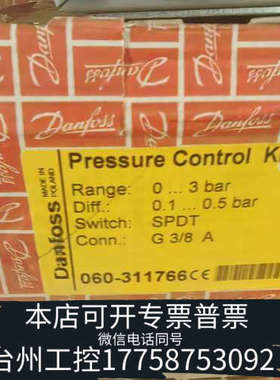 Danfoss
Danfoss
Danfoss
MADE IN POLAND
Danfoss
Pressure Control K
Range: 0 ... 3 bar
Diff.: 0.1 ... 0.5 bar
Switch: SPDT
Conn.: G 3/8 A
060-311766 CE
本店可开专票普票
微信电话同号
台州工控17758753092